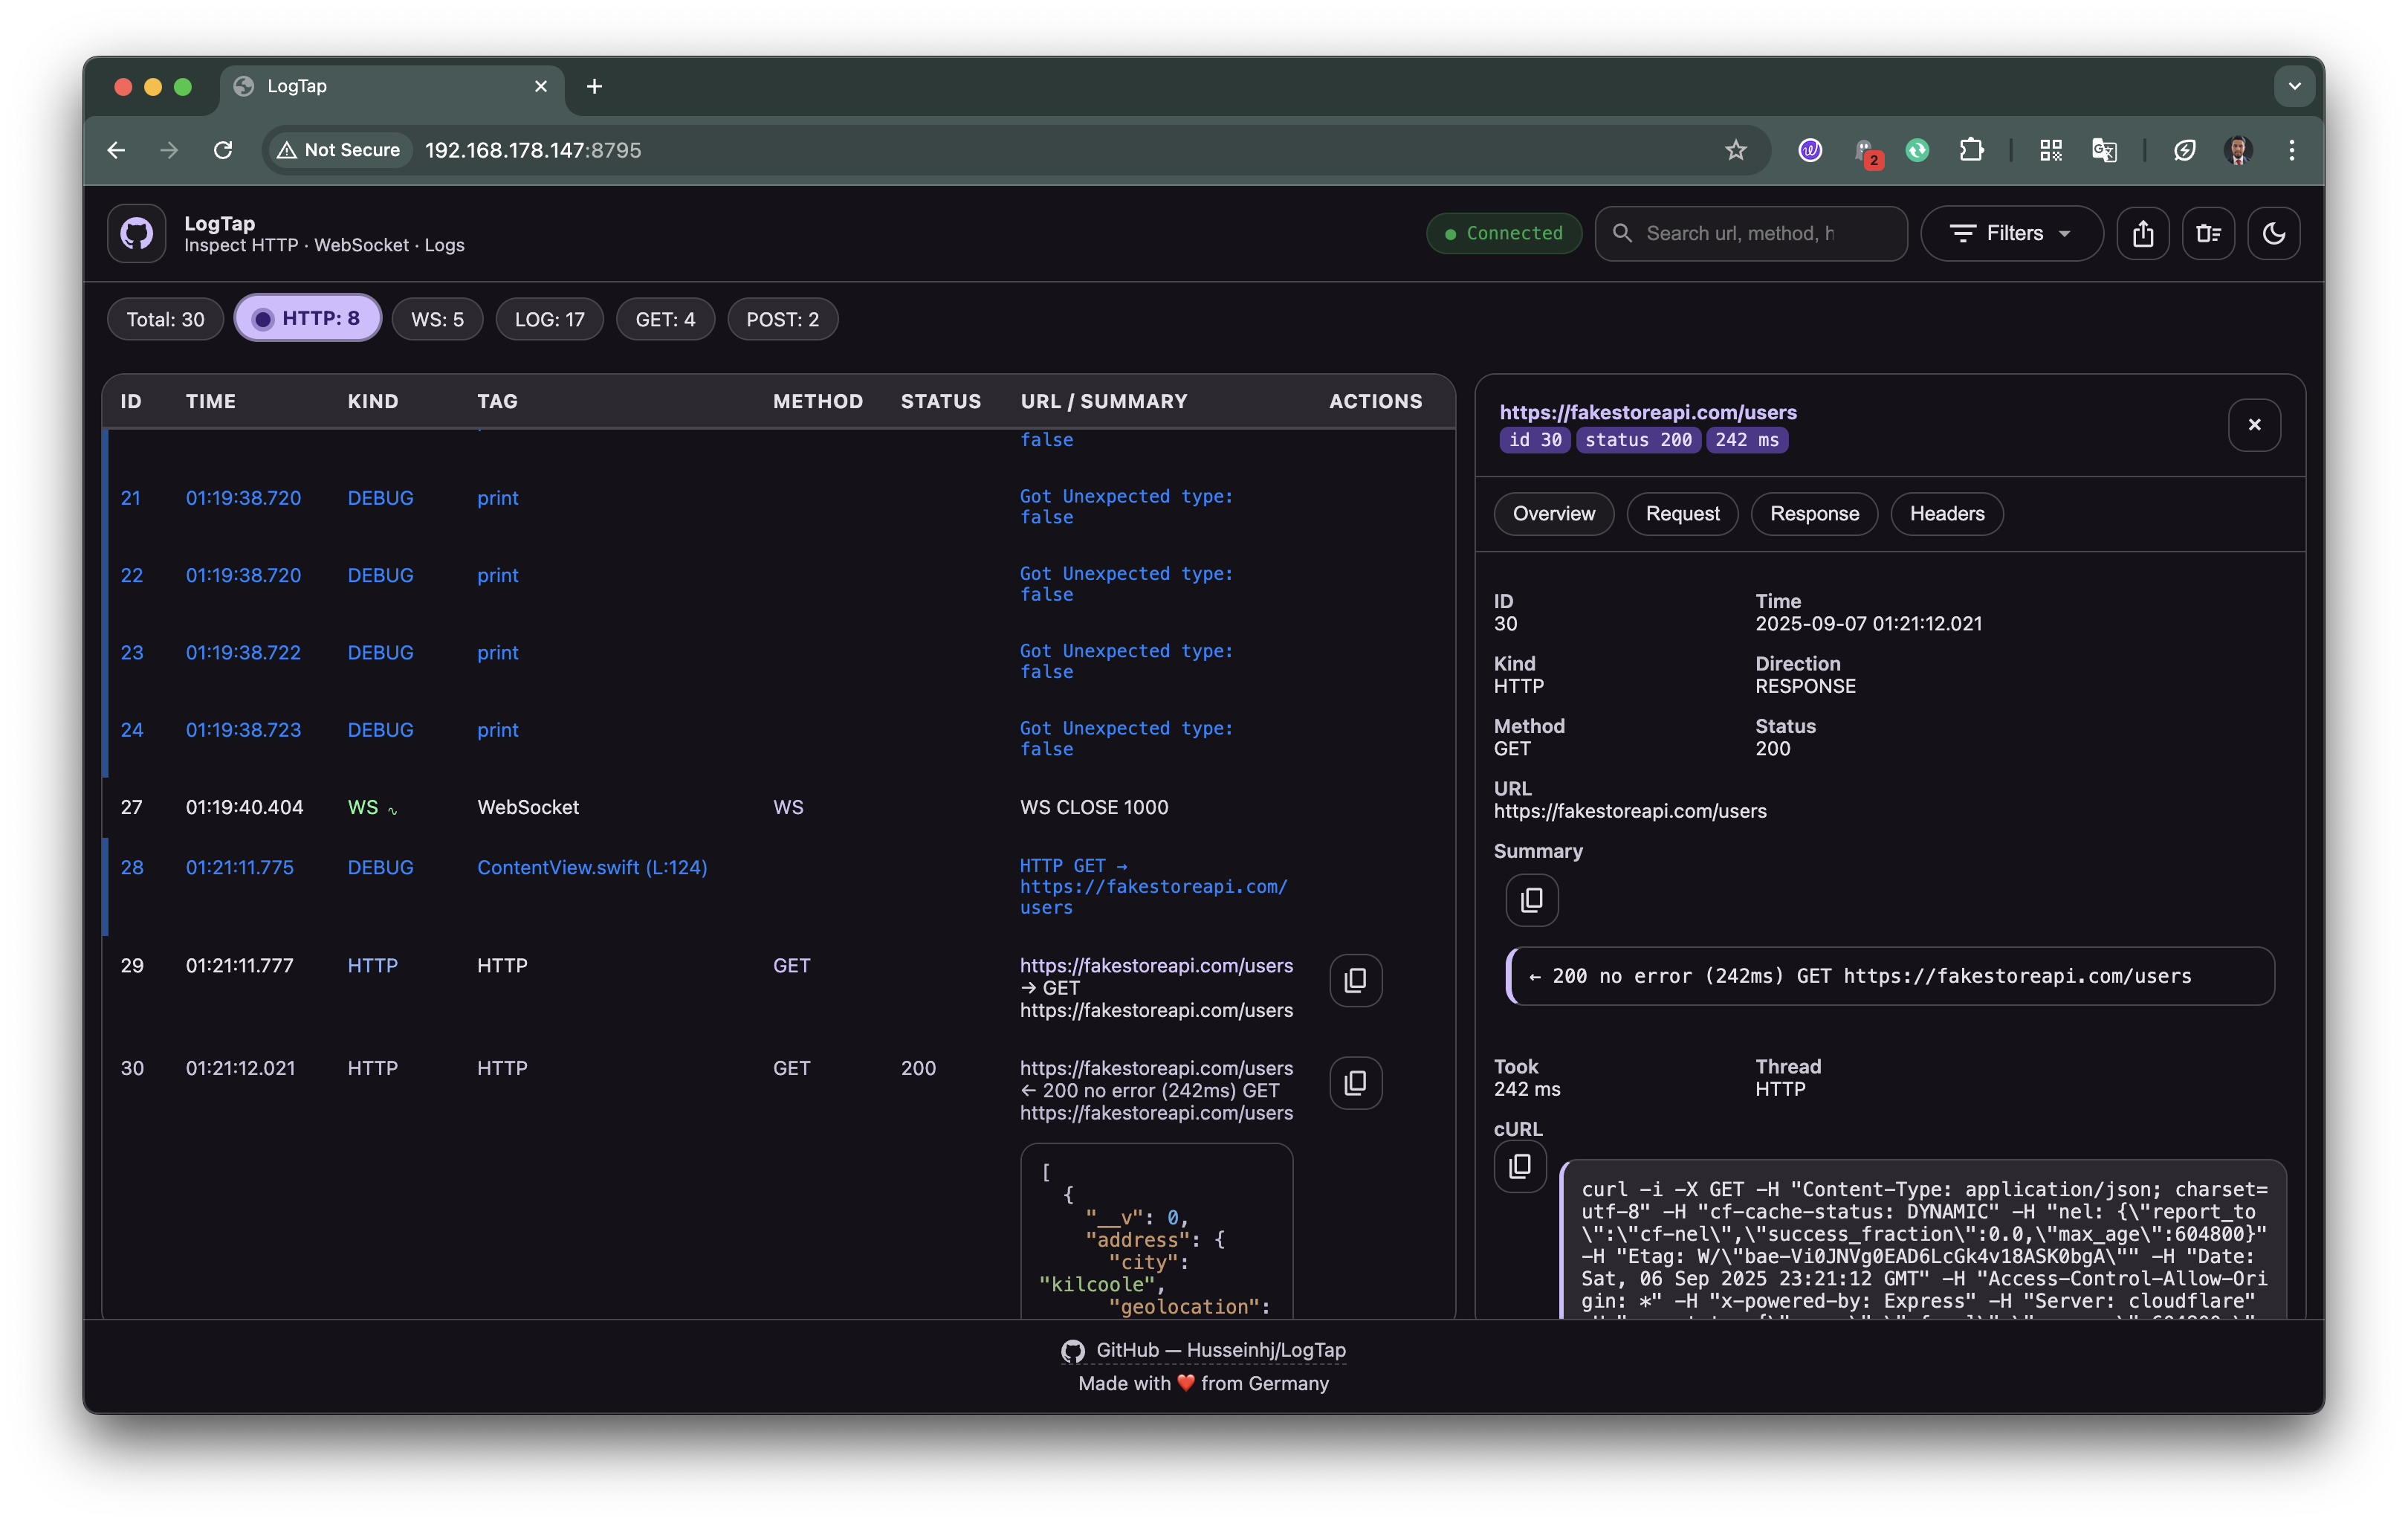 LogTap
Not Secure
192.168.178.147:8795
2
LogTap
Inspect HTTP · WebSocket · Logs
Connected
Search url, method, h
Filters
Total: 30
HTTP: 8
WS: 5
LOG: 17
GET: 4
POST: 2
ID TIME KIND TAG METHOD STATUS URL / SUMMARY ACTIONS
false
21 01:19:38.720 DEBUG print Got Unexpected type:
false
22 01:19:38.720 DEBUG print Got Unexpected type:
false
23 01:19:38.722 DEBUG print Got Unexpected type:
false
24 01:19:38.723 DEBUG print Got Unexpected type:
false
27 01:19:40.404 WS ∿ WebSocket WS WS CLOSE 1000
28 01:21:11.775 DEBUG ContentView.swift (L:124) HTTP GET →
https://fakestoreapi.com/
users
29 01:21:11.777 HTTP HTTP GET https://fakestoreapi.com/users
→ GET
https://fakestoreapi.com/users
30 01:21:12.021 HTTP HTTP GET 200 https://fakestoreapi.com/users
← 200 no error (242ms) GET
https://fakestoreapi.com/users
[
{
"__v": 0,
"address": {
"city":
"kilcoole",
"geolocation":
https://fakestoreapi.com/users
id 30 status 200 242 ms
Overview
Request
Response
Headers
ID
30
Time
2025-09-07 01:21:12.021
Kind
HTTP
Direction
RESPONSE
Method
GET
Status
200
URL
https://fakestoreapi.com/users
Summary
← 200 no error (242ms) GET https://fakestoreapi.com/users
Took
242 ms
Thread
HTTP
cURL
curl -i -X GET -H "Content-Type: application/json; charset=
utf-8" -H "cf-cache-status: DYNAMIC" -H "nel: {\"report_to
\":\"cf-nel\",\"success_fraction\":0.0,\"max_age\":604800}"
-H "Etag: W/\"bae-Vi0JNVg0EAD6LcGk4v18ASK0bgA\"" -H "Date:
Sat, 06 Sep 2025 23:21:12 GMT" -H "Access-Control-Allow-Ori
gin: *" -H "x-powered-by: Express" -H "Server: cloudflare"
GitHub — Husseinhj/LogTap
Made with ❤️ from Germany